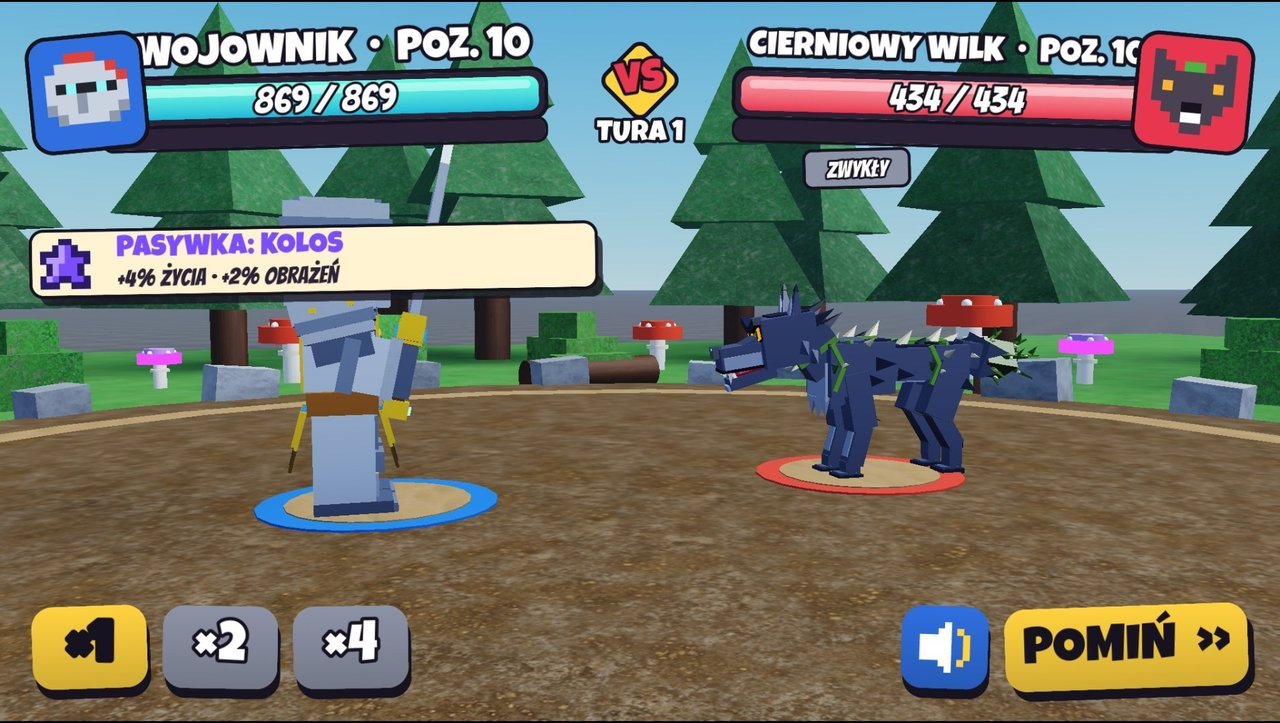 WOJOWNIK • POZ. 10
869 / 869
VS
TURA 1
CIERNIOWY WILK • POZ. 10
434 / 434
ZWYKŁY
PASYWKA: KOLOS
+4% ŻYCIA · +2% OBRAŻEŃ
×1
×2
×4
POMIŃ »